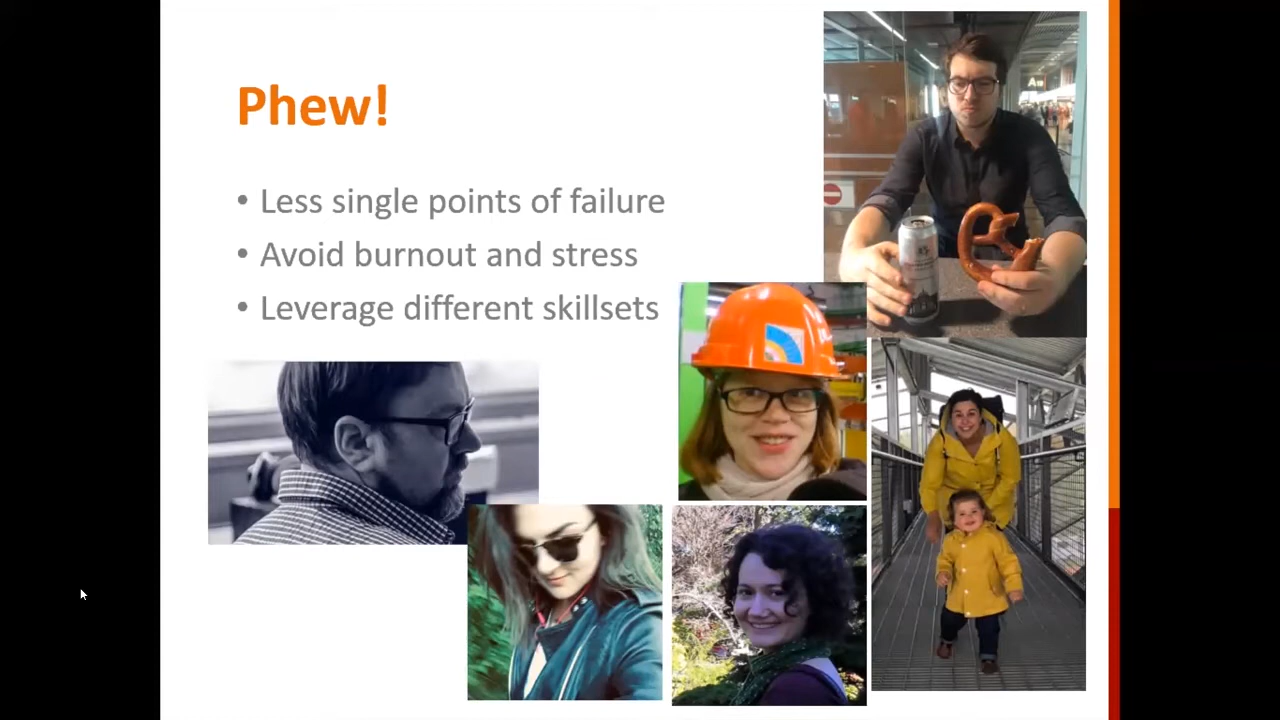 Phew!
• Less single points of failure
• Avoid burnout and stress
• Leverage different skillsets